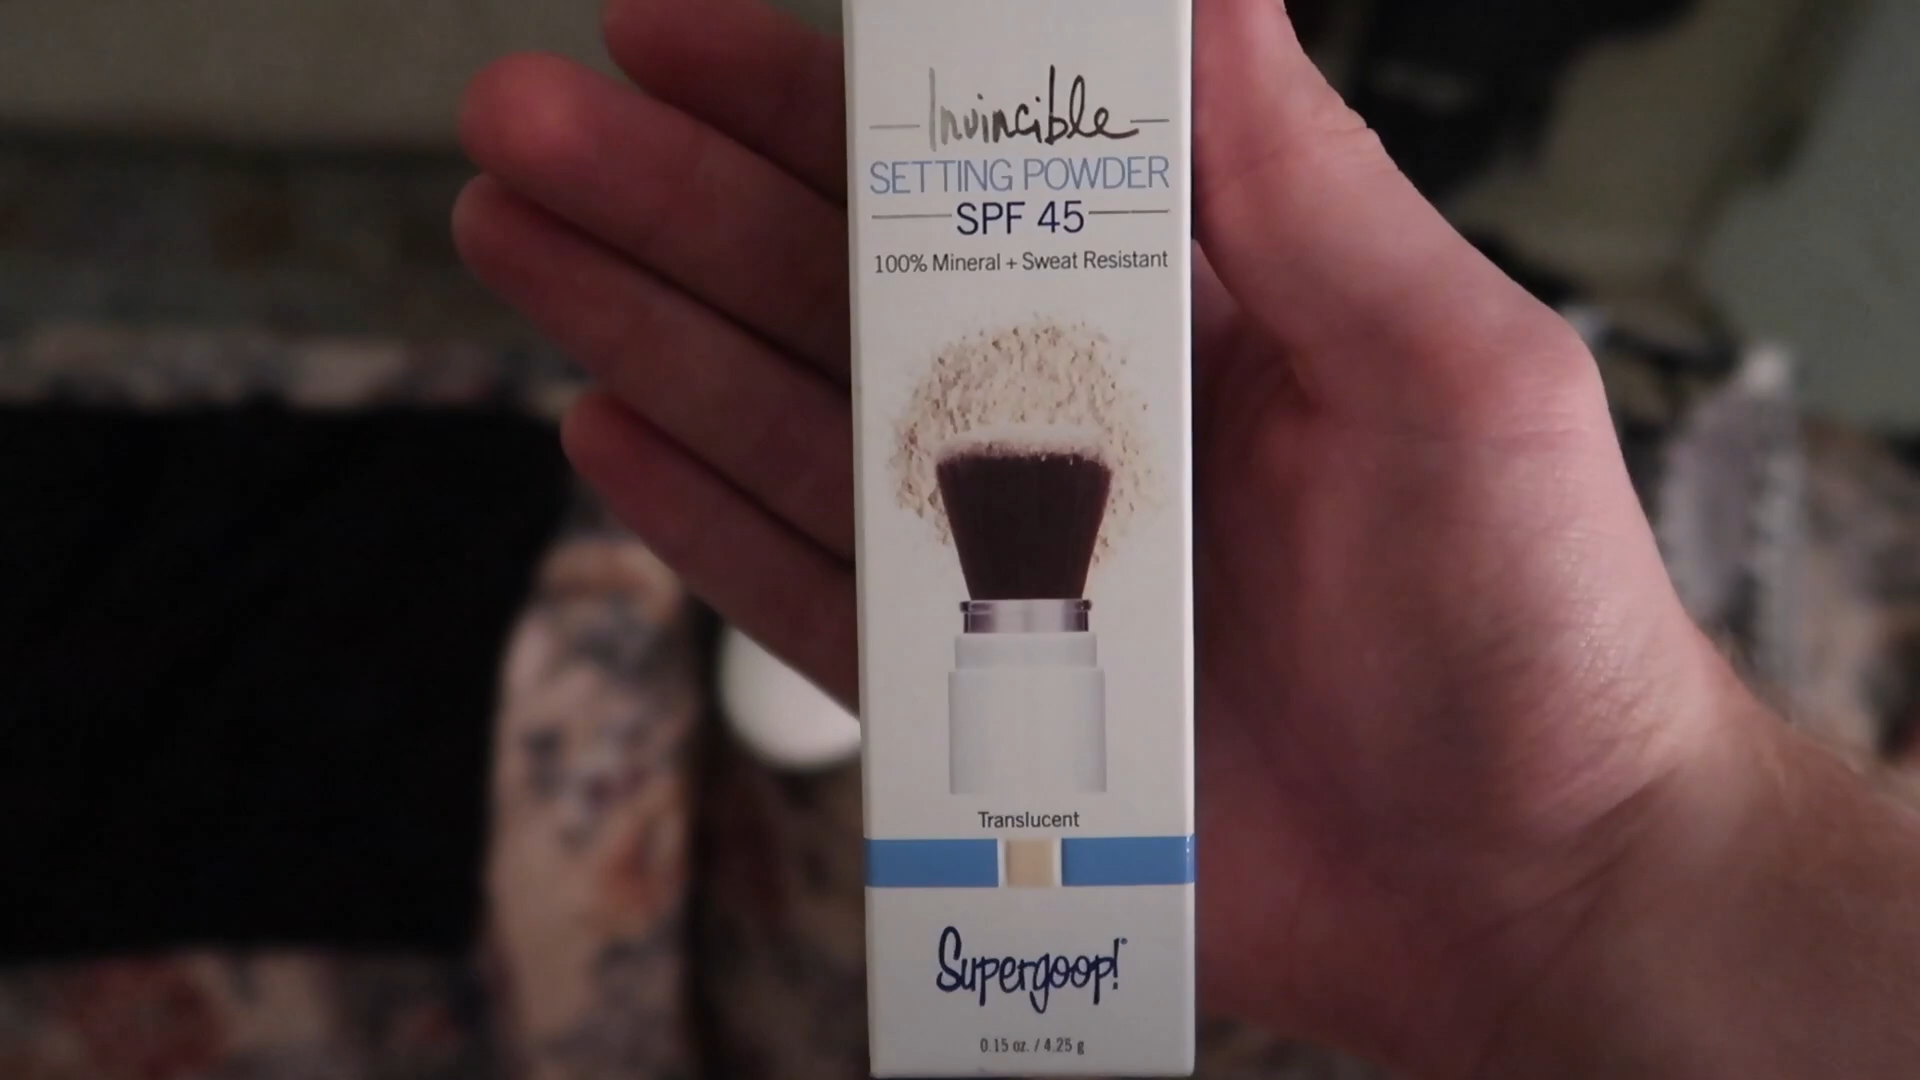 Invincible
SETTING POWDER
SPF 45
100% Mineral + Sweat Resistant
Translucent
Supergoop!
0.15 oz. / 4.25 g